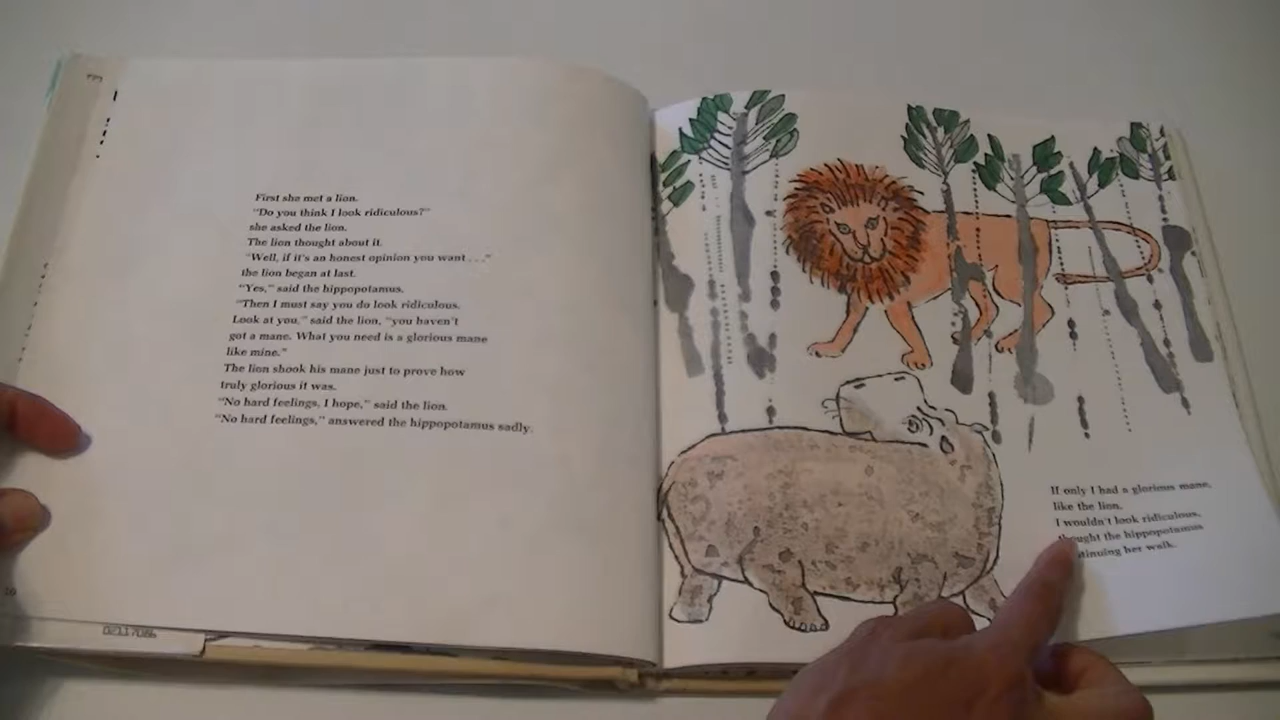 First she met a lion.
"Do you think I look ridiculous?"
she asked the lion.
The lion thought about it.
"Well, if it's an honest opinion you want . . ."
the lion began at last.
"Yes," said the hippopotamus.
"Then I must say you do look ridiculous.
Look at you," said the lion, "you haven't
got a mane. What you need is a glorious mane
like mine."
The lion shook his mane just to prove how
truly glorious it was.
"No hard feelings, I hope," said the lion.
"No hard feelings," answered the hippopotamus sadly.
If only I had a glorious mane,
like the lion,
I wouldn't look ridiculous,
thought the hippopotamus
continuing her walk.